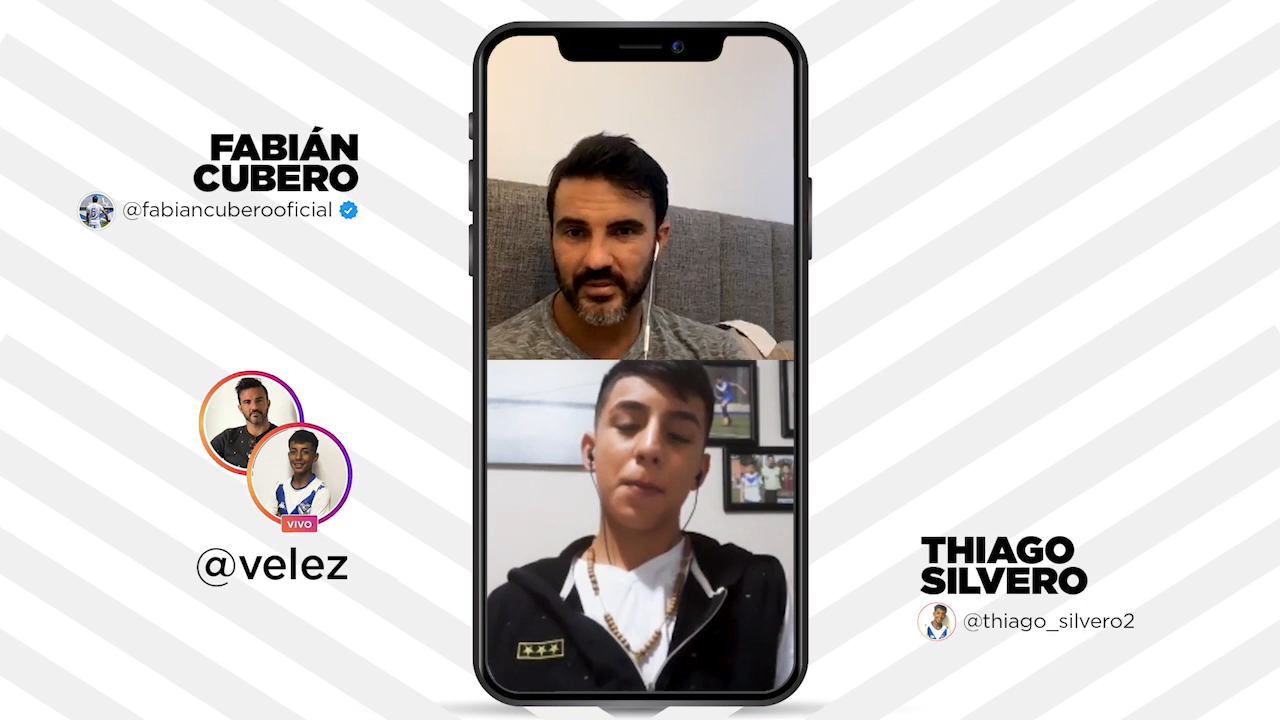 FABIÁN
CUBERO
@fabiancuberooficial
VIVO
@velez
THIAGO
SILVERO
@thiago_silvero2